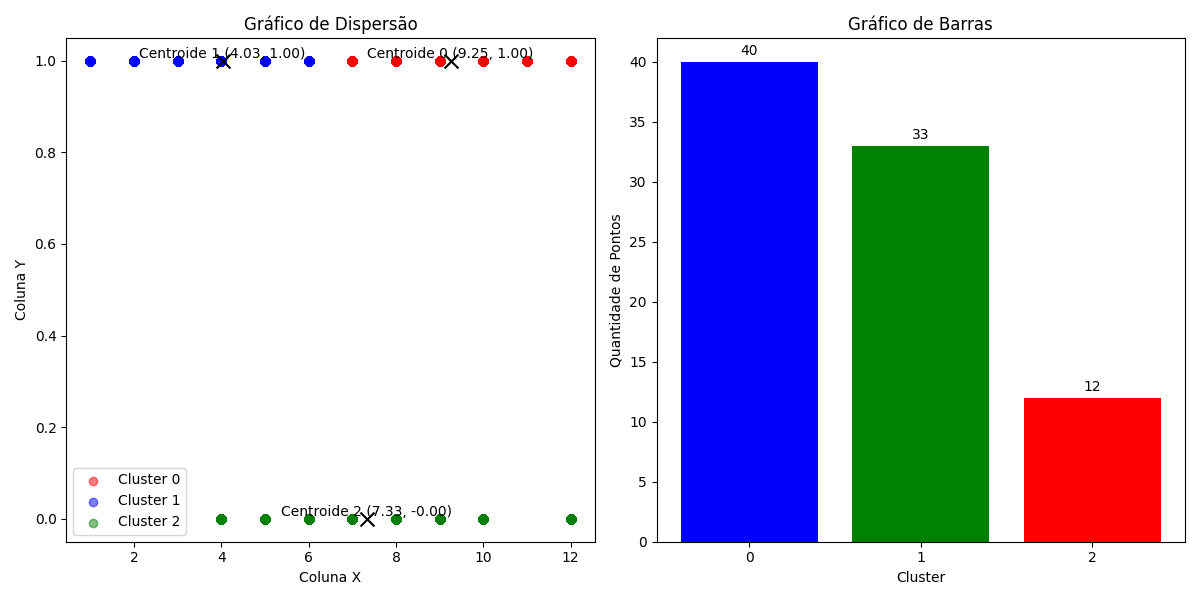 Gráfico de Dispersão
Centroide 1 (4.03, 1.00)
Centroide 0 (9.25, 1.00)
1.0
0.8
0.6
0.4
0.2
0.0
Coluna Y
Cluster 0
Cluster 1
Cluster 2
Centroide 2 (7.33, -0.00)
2
4
6
8
10
12
Coluna X
Gráfico de Barras
40
33
12
40
35
30
25
20
15
10
5
0
Quantidade de Pontos
0
1
2
Cluster